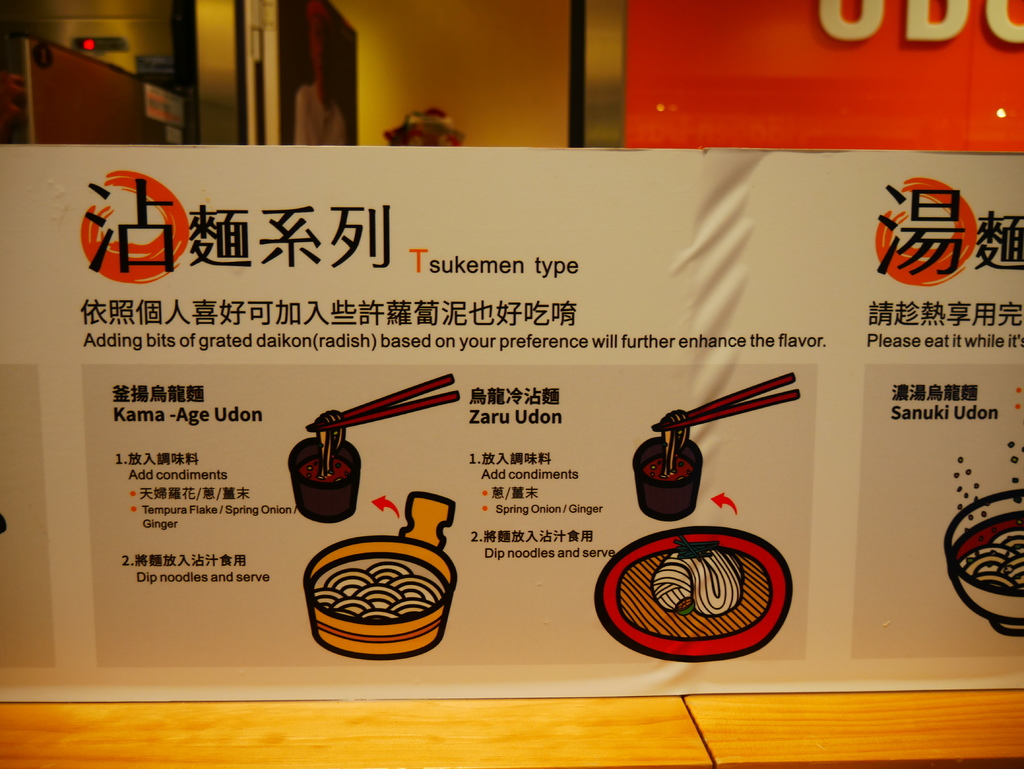 UDO
沾麵系列 Tsukemen type
依照個人喜好可加入些許蘿蔔泥也好吃唷
Adding bits of grated daikon(radish) based on your preference will further enhance the flavor.
釜揚烏龍麵
Kama -Age Udon
1.放入調味料
Add condiments
• 天婦羅花/蔥/薑末
• Tempura Flake / Spring Onion /
Ginger
2.將麵放入沾汁食用
Dip noodles and serve
烏龍冷沾麵
Zaru Udon
1.放入調味料
Add condiments
• 蔥/薑末
• Spring Onion / Ginger
2.將麵放入沾汁食用
Dip noodles and serve
湯麵
請趁熱享用完
Please eat it while it's
濃湯烏龍麵
Sanuki Udon